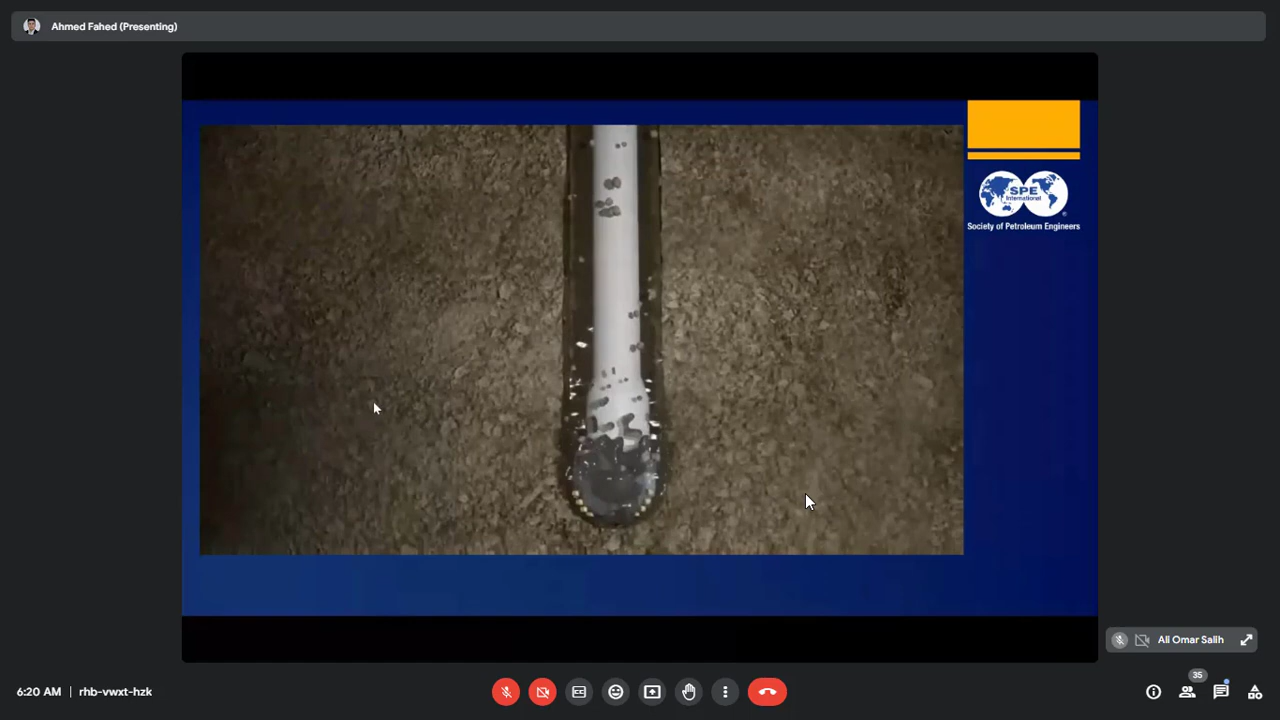 Ahmed Fahed (Presenting)
SPE
International
Society of Petroleum Engineers
Ali Omar Salih
35
6:20 AM | rhb-vwxt-hzk